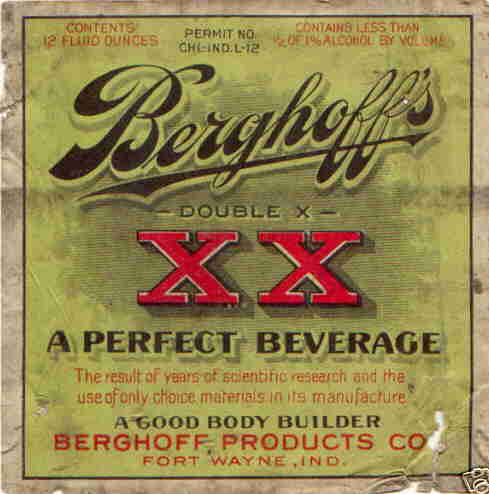 CONTENTS
12 FLUID OUNCES
PERMIT NO.
CHI.-IND.L-12
CONTAINS LESS THAN
½ OF 1% ALCOHOL BY VOLUME
Berghoff's
DOUBLE X
XX
A PERFECT BEVERAGE
The result of years of scientific research and the
use of only choice materials in its manufacture
A GOOD BODY BUILDER
BERGHOFF PRODUCTS CO
FORT WAYNE, IND.